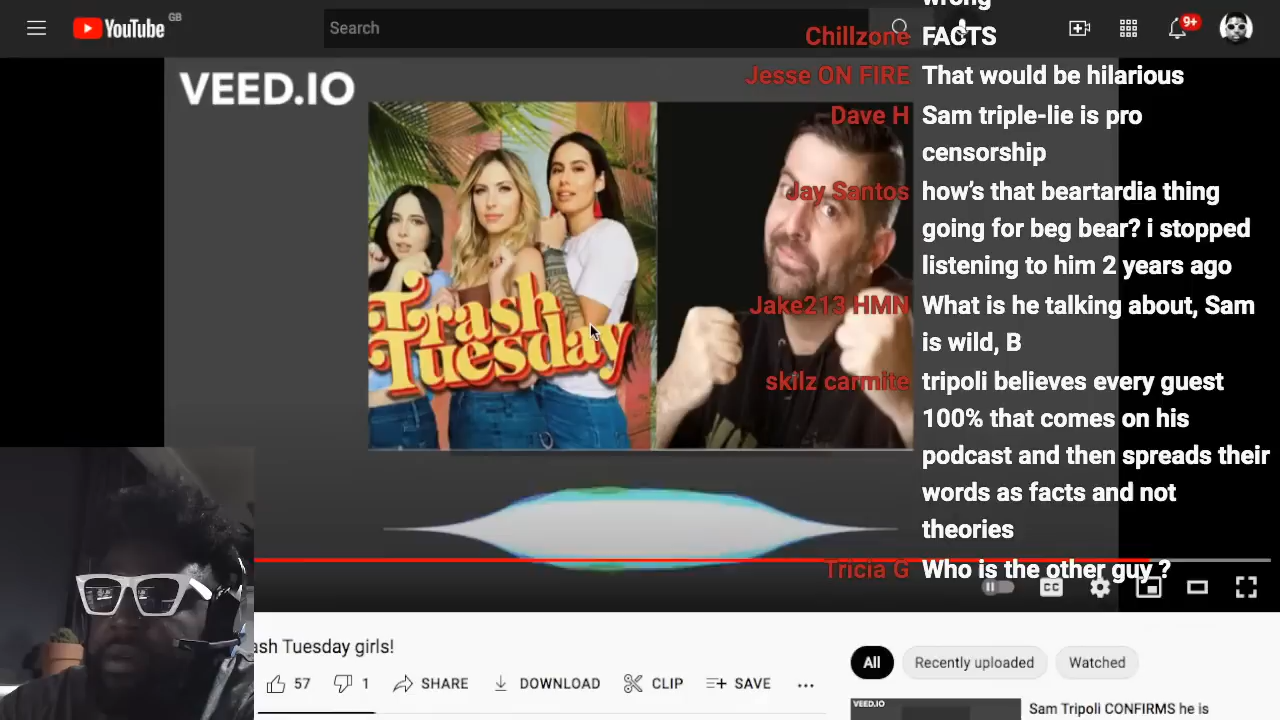 YouTube GB
Search
9+
wrong
Chillzone FACTS
Jesse ON FIRE That would be hilarious
Dave H Sam triple-lie is pro
censorship
Jay Santos how's that beartardia thing
going for beg bear? i stopped
listening to him 2 years ago
Jake213 HMN What is he talking about, Sam
is wild, B
skilz carmite tripoli believes every guest
100% that comes on his
podcast and then spreads their
words as facts and not
theories
Tricia G Who is the other guy ?
VEED.IO
Trash
Tuesday
CC
ash Tuesday girls!
57
1
SHARE
DOWNLOAD
CLIP
SAVE
All
Recently uploaded
Watched
VEED.IO
Sam Tripoli CONFIRMS he is